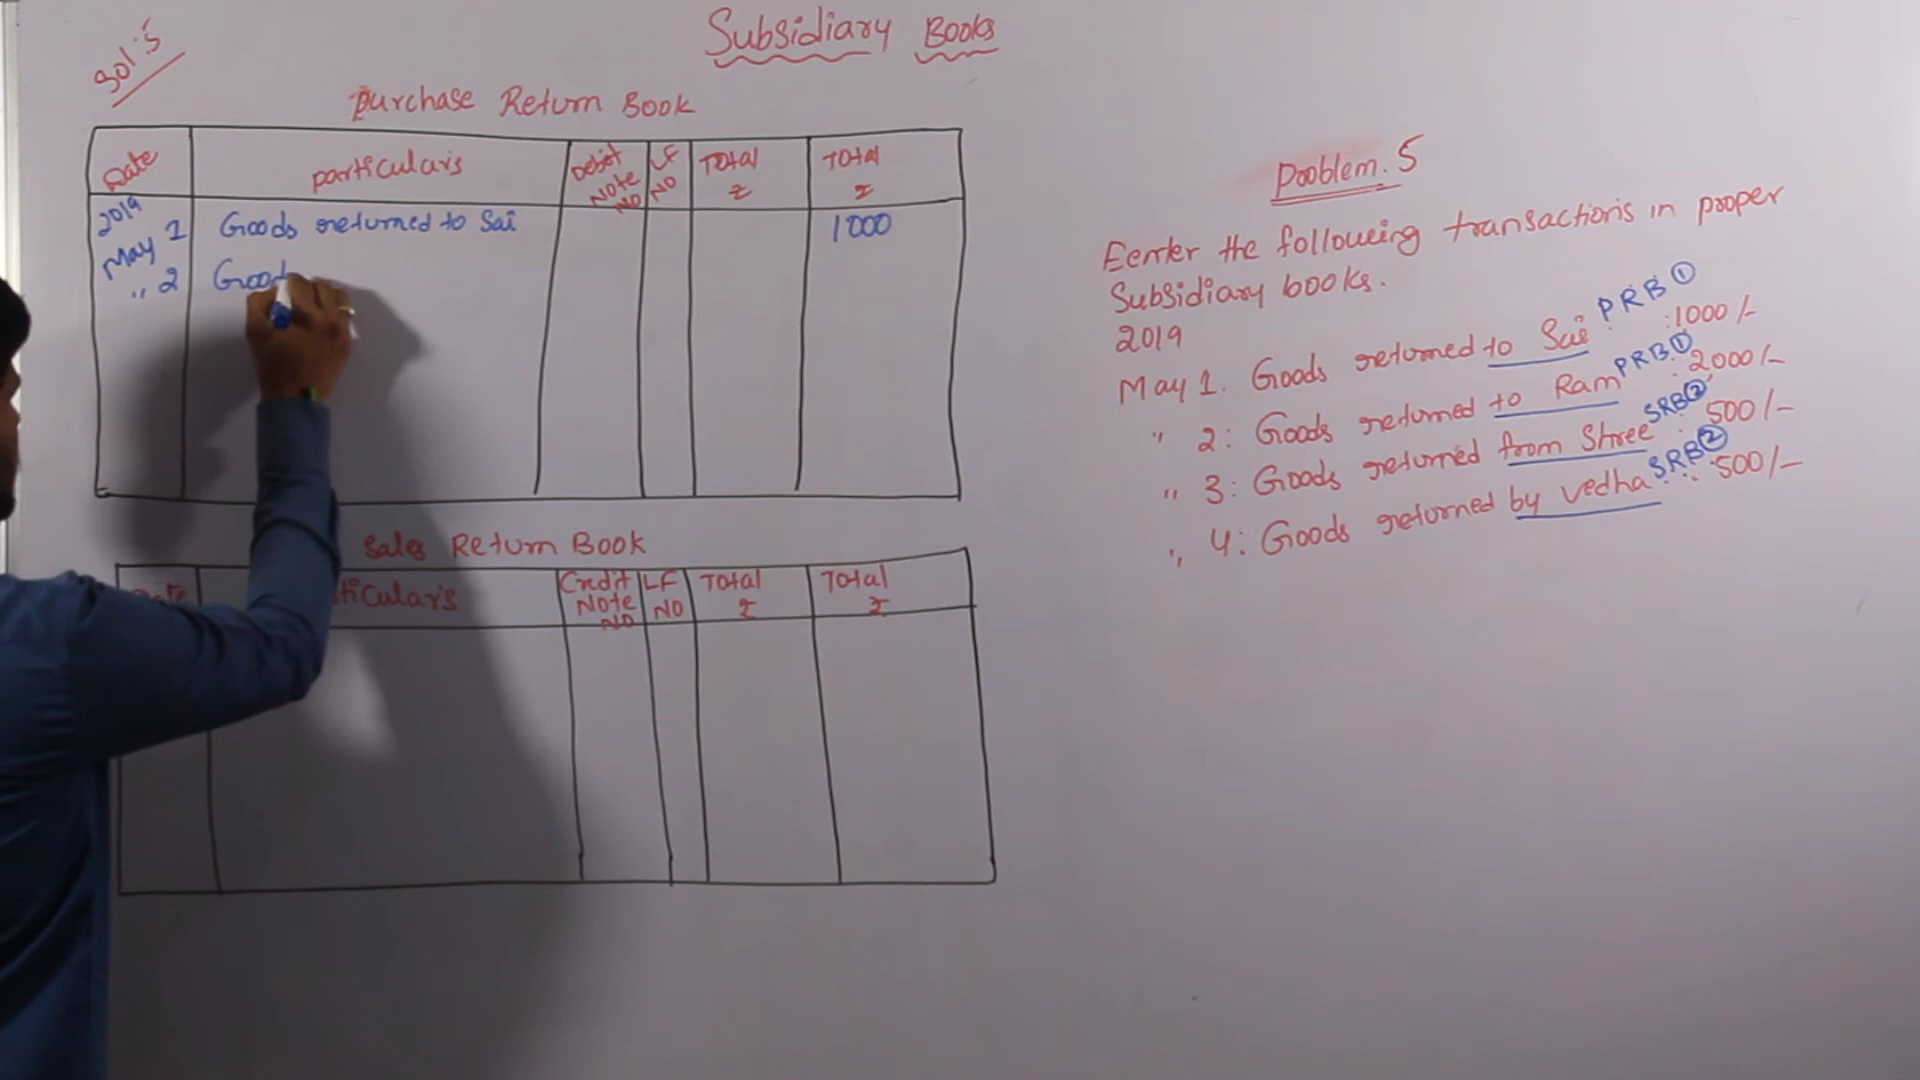 Subsidiary Books
Sol:5
Purchase Return Book
Date
particulars
Debit Note NO
LF NO
Total ₹
Total ₹
2019
May 1 Goods returned to Sai 1000
" 2 Good
Sales Return Book
Credit Note NO
LF NO
Total ₹
Total ₹
Problem. 5
Eenter the following transactions in proper
Subsidiary books.
2019
May 1. Goods returned to Sai PRB ① :1000/-
" 2: Goods returned to Ram PRB ① : 2000/-
" 3: Goods returned from Shree SRB ② : 500/-
" 4: Goods returned by vedha SRB ② : 500/-